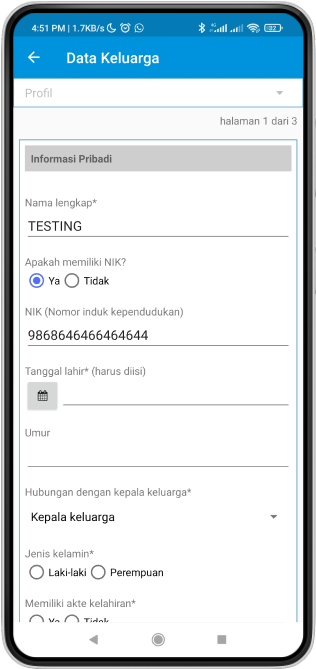 4:51 PM | 1.7KB/s
32
Data Keluarga
Profil
halaman 1 dari 3
Informasi Pribadi
Nama lengkap*
TESTING
Apakah memiliki NIK?
Ya Tidak
NIK (Nomor induk kependudukan)
9868646466464644
Tanggal lahir* (harus diisi)
Umur
Hubungan dengan kepala keluarga*
Kepala keluarga
Jenis kelamin*
Laki-laki Perempuan
Memiliki akte kelahiran*
Ya Tidak